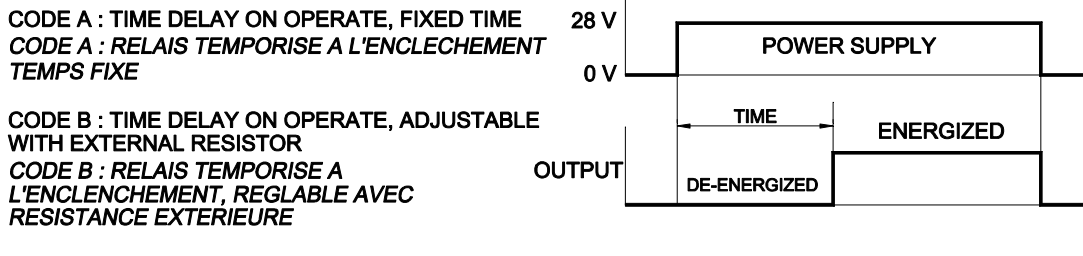 CODE A : TIME DELAY ON OPERATE, FIXED TIME
CODE A : RELAIS TEMPORISE A L'ENCLECHEMENT
TEMPS FIXE
CODE B : TIME DELAY ON OPERATE, ADJUSTABLE
WITH EXTERNAL RESISTOR
CODE B : RELAIS TEMPORISE A
L'ENCLENCHEMENT, REGLABLE AVEC
RESISTANCE EXTERIEURE
28 V
POWER SUPPLY
0 V
TIME
ENERGIZED
OUTPUT
DE-ENERGIZED